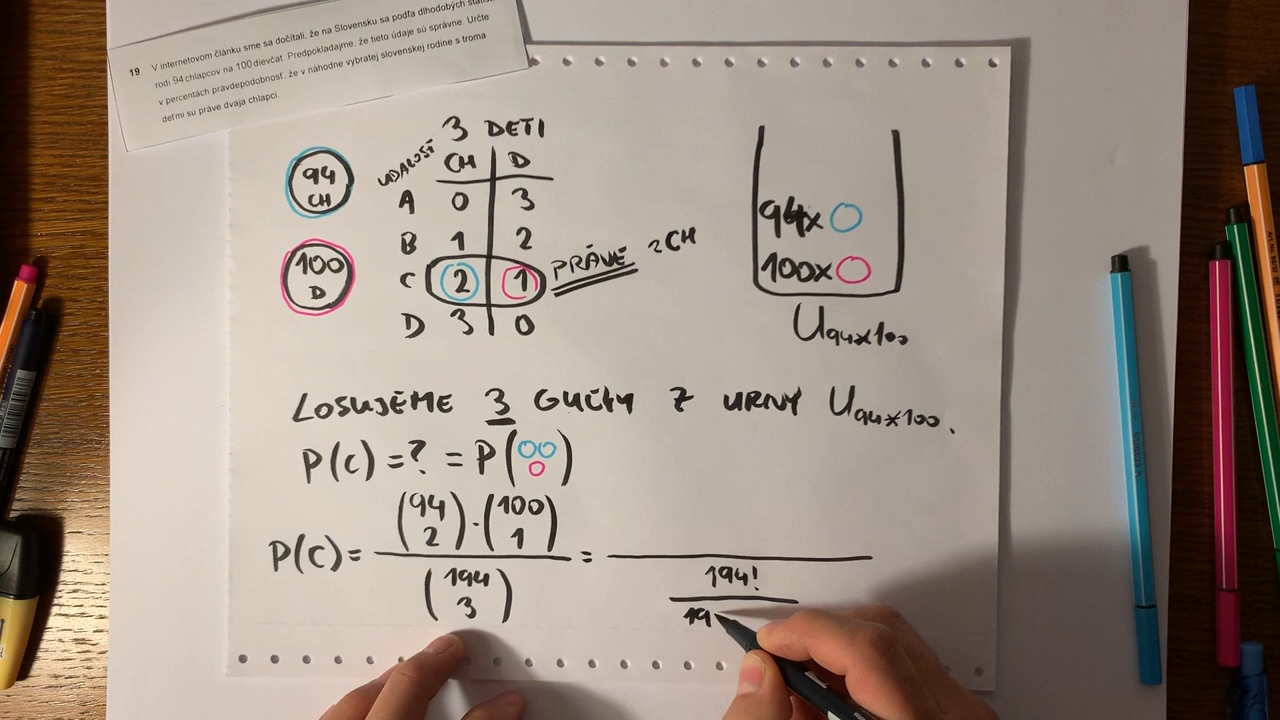 19 V internetovom článku sme sa dočítali, že na Slovensku sa podľa dlhodobých
rodí 94 chlapcov na 100 dievčat. Predpokladajme, že tieto údaje sú správne. Určte
v percentách pravdepodobnosť, že v náhodne vybratej slovenskej rodine s troma
deťmi sú práve dvaja chlapci.
3 DETI
UDALOSŤ CH D
A 0 3
B 1 2
C 2 1 PRÁVĚ 2CH
D 3 0
94 CH
100 D
94x
100x
U94x100
LOSUJEME 3 GUĽKY Z URNY U94x100.
P(C)=? = P( )
P(C)= (94 2)·(100 1) / (194 3) = 194! / 19